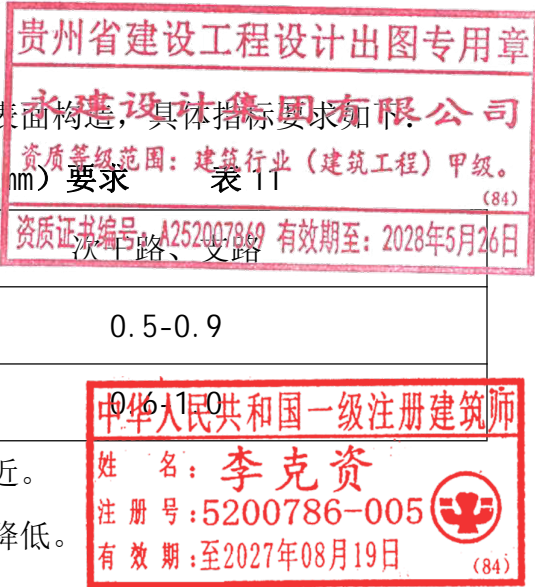 贵州省建设工程设计出图专用章
表面构造，具体指标要求如下：
永建设计集团有限公司
资质等级范围：建筑行业（建筑工程）甲级。
mm）要求 表 11
(84)
资质证书编号：A252007869 有效期至：2028年5月26日
次干路、支路
0.5-0.9
0.6-1.0
中华人民共和国一级注册建筑师
近。
姓 名：李克资
注册号：5200786-005
降低。
有效期：至2027年08月19日
(84)